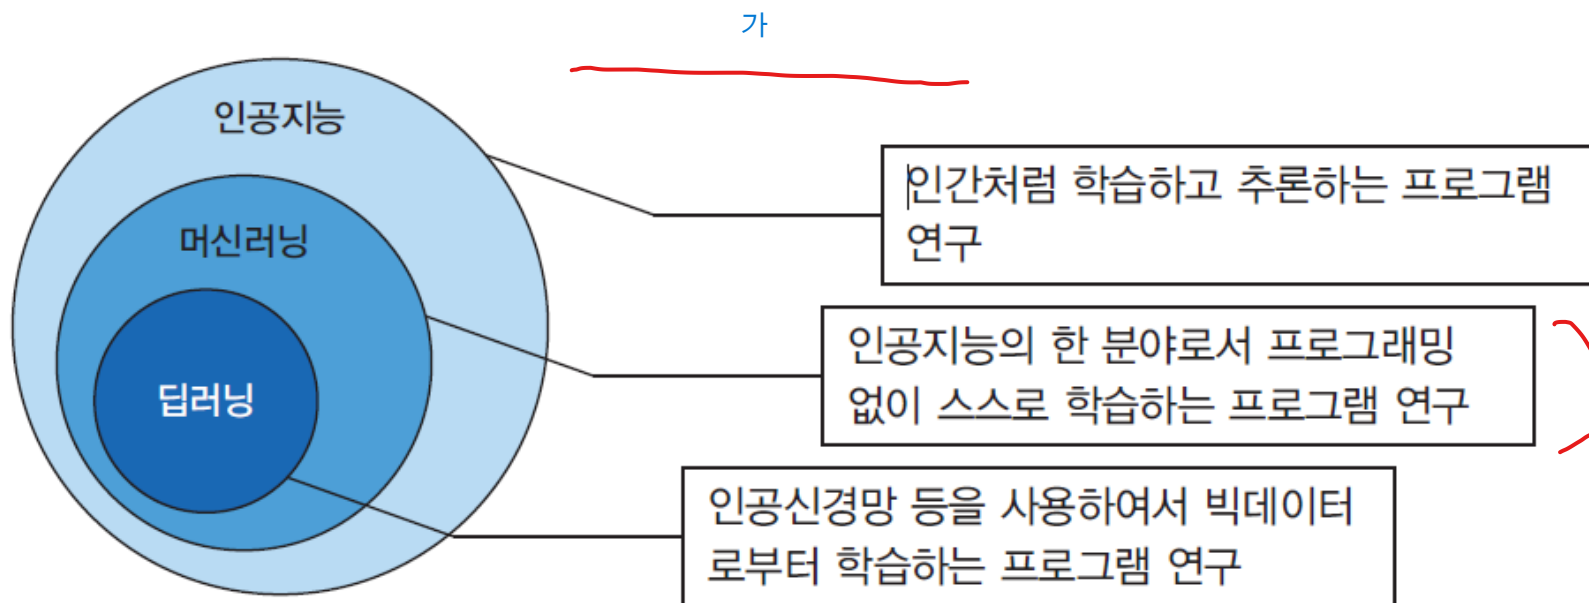 가
인공지능
머신러닝
딥러닝
인간처럼 학습하고 추론하는 프로그램
연구
인공지능의 한 분야로서 프로그래밍
없이 스스로 학습하는 프로그램 연구
인공신경망 등을 사용하여서 빅데이터
로부터 학습하는 프로그램 연구